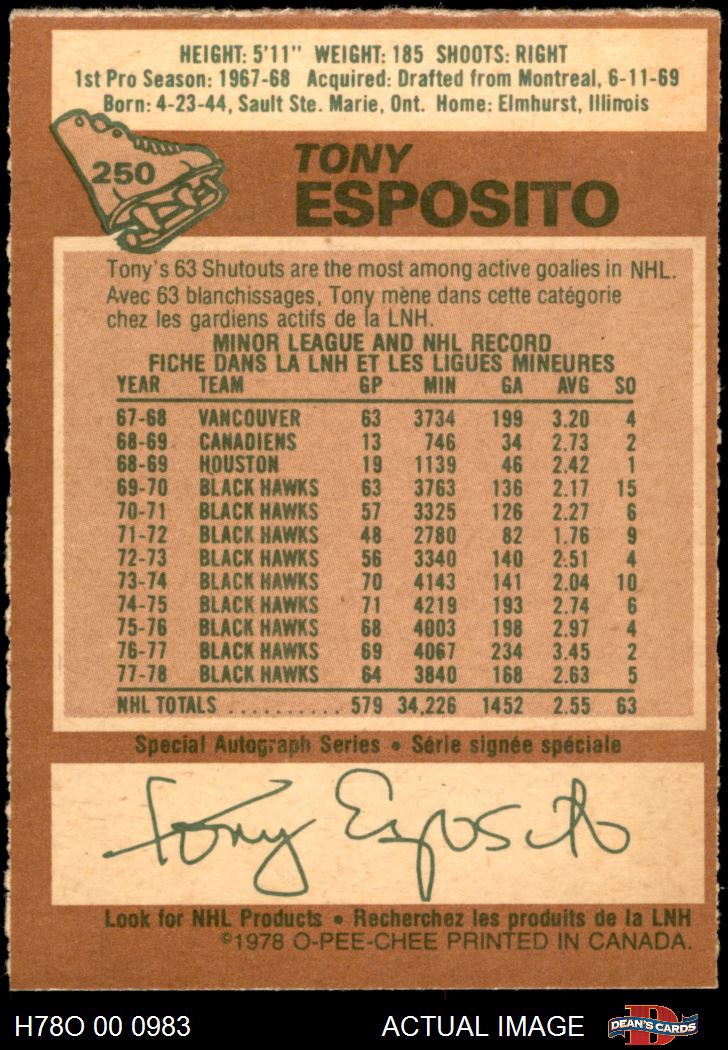 HEIGHT: 5'11" WEIGHT: 185 SHOOTS: RIGHT
1st Pro Season: 1967-68 Acquired: Drafted from Montreal, 6-11-69
Born: 4-23-44, Sault Ste. Marie, Ont. Home: Elmhurst, Illinois
250
TONY
ESPOSITO
Tony's 63 Shutouts are the most among active goalies in NHL.
Avec 63 blanchissages, Tony mène dans cette catégorie
chez les gardiens actifs de la LNH.
MINOR LEAGUE AND NHL RECORD
FICHE DANS LA LNH ET LES LIGUES MINEURES
YEAR TEAM GP MIN GA AVG SO
67-68 VANCOUVER 63 3734 199 3.20 4
68-69 CANADIENS 13 746 34 2.73 2
68-69 HOUSTON 19 1139 46 2.42 1
69-70 BLACK HAWKS 63 3763 136 2.17 15
70-71 BLACK HAWKS 57 3325 126 2.27 6
71-72 BLACK HAWKS 48 2780 82 1.76 9
72-73 BLACK HAWKS 56 3340 140 2.51 4
73-74 BLACK HAWKS 70 4143 141 2.04 10
74-75 BLACK HAWKS 71 4219 193 2.74 6
75-76 BLACK HAWKS 68 4003 198 2.97 4
76-77 BLACK HAWKS 69 4067 234 3.45 2
77-78 BLACK HAWKS 64 3840 168 2.63 5
NHL TOTALS .......... 579 34,226 1452 2.55 63
Special Autograph Series • Série signée spéciale
Tony Esposito
Look for NHL Products • Recherchez les produits de la LNH
©1978 O-PEE-CHEE PRINTED IN CANADA.
H78O 00 0983 ACTUAL IMAGE D DEAN'S CARDS